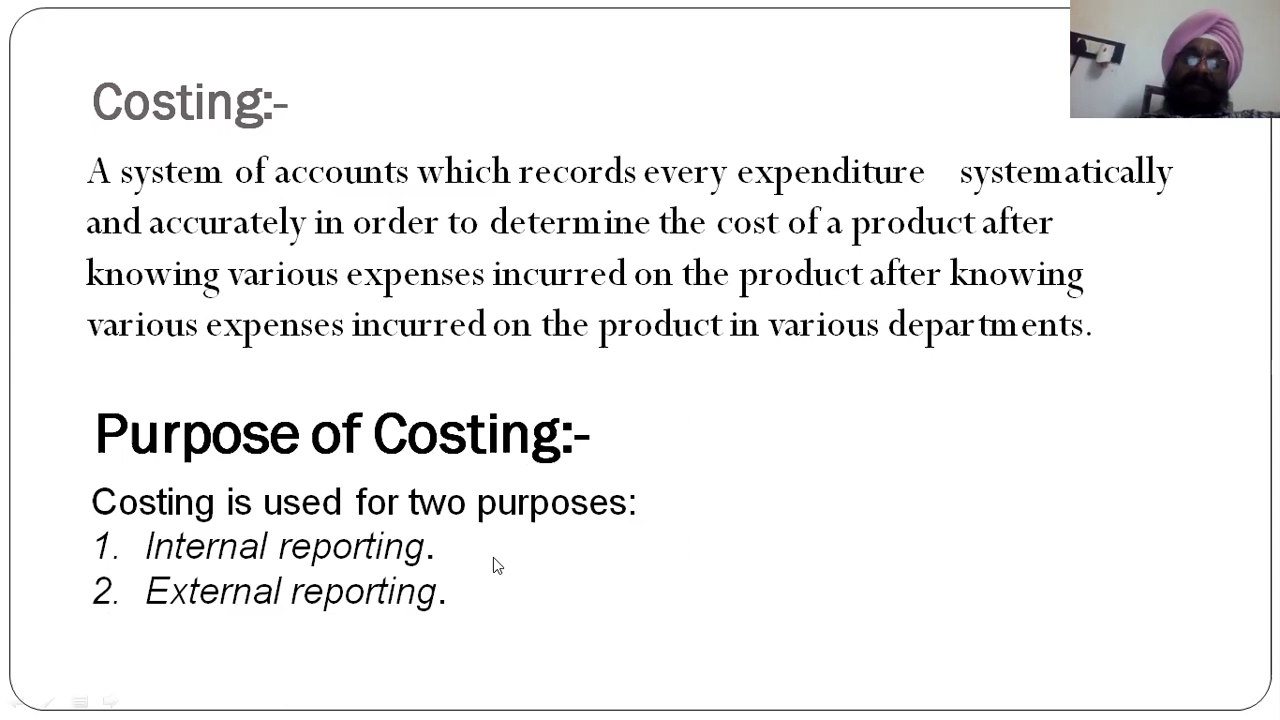 Costing:-
A system of accounts which records every expenditure systematically
and accurately in order to determine the cost of a product after
knowing various expenses incurred on the product after knowing
various expenses incurred on the product in various departments.
Purpose of Costing:-
Costing is used for two purposes:
1. Internal reporting.
2. External reporting.